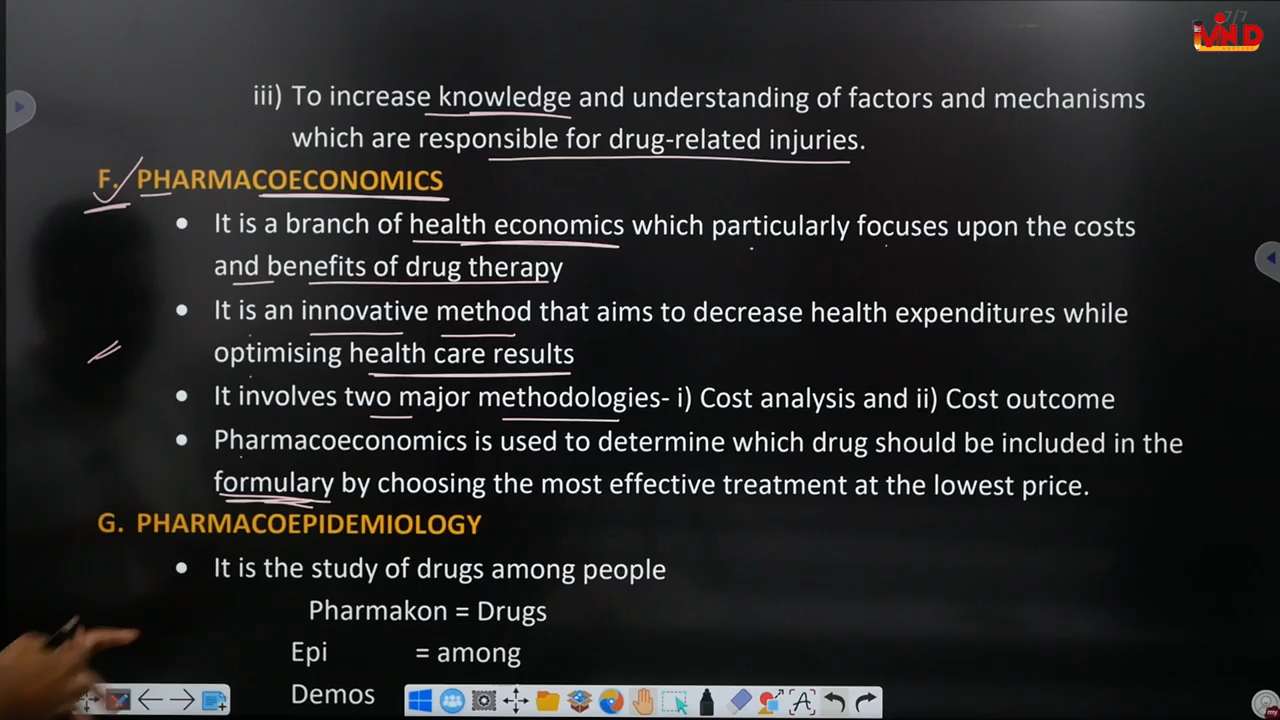 7/7
iii) To increase knowledge and understanding of factors and mechanisms
which are responsible for drug-related injuries.
F. PHARMACOECONOMICS
• It is a branch of health economics which particularly focuses upon the costs
and benefits of drug therapy
• It is an innovative method that aims to decrease health expenditures while
optimising health care results
• It involves two major methodologies- i) Cost analysis and ii) Cost outcome
• Pharmacoeconomics is used to determine which drug should be included in the
formulary by choosing the most effective treatment at the lowest price.
G. PHARMACOEPIDEMIOLOGY
• It is the study of drugs among people
Pharmakon = Drugs
Epi = among
Demos